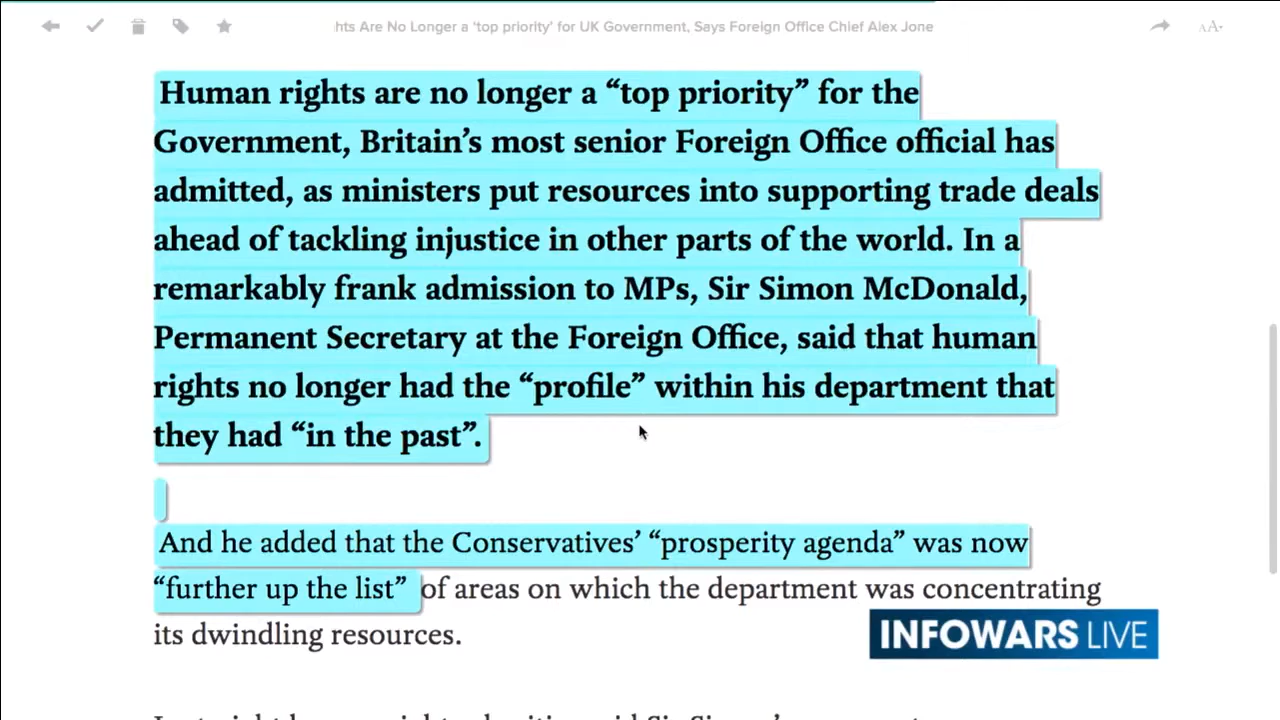 hts Are No Longer a ‘top priority’ for UK Government, Says Foreign Office Chief Alex Jone
AA
Human rights are no longer a “top priority” for the
Government, Britain’s most senior Foreign Office official has
admitted, as ministers put resources into supporting trade deals
ahead of tackling injustice in other parts of the world. In a
remarkably frank admission to MPs, Sir Simon McDonald,
Permanent Secretary at the Foreign Office, said that human
rights no longer had the “profile” within his department that
they had “in the past”.
And he added that the Conservatives’ “prosperity agenda” was now
“further up the list” of areas on which the department was concentrating
its dwindling resources.
INFOWARS LIVE